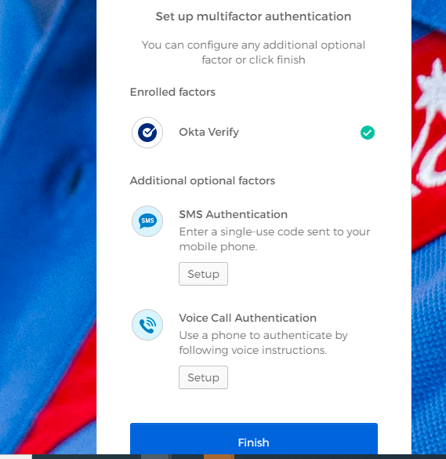 Set up multifactor authentication
You can configure any additional optional
factor or click finish
Enrolled factors
Okta Verify
Additional optional factors
SMS
SMS Authentication
Enter a single-use code sent to your
mobile phone.
Setup
Voice Call Authentication
Use a phone to authenticate by
following voice instructions.
Setup
Finish